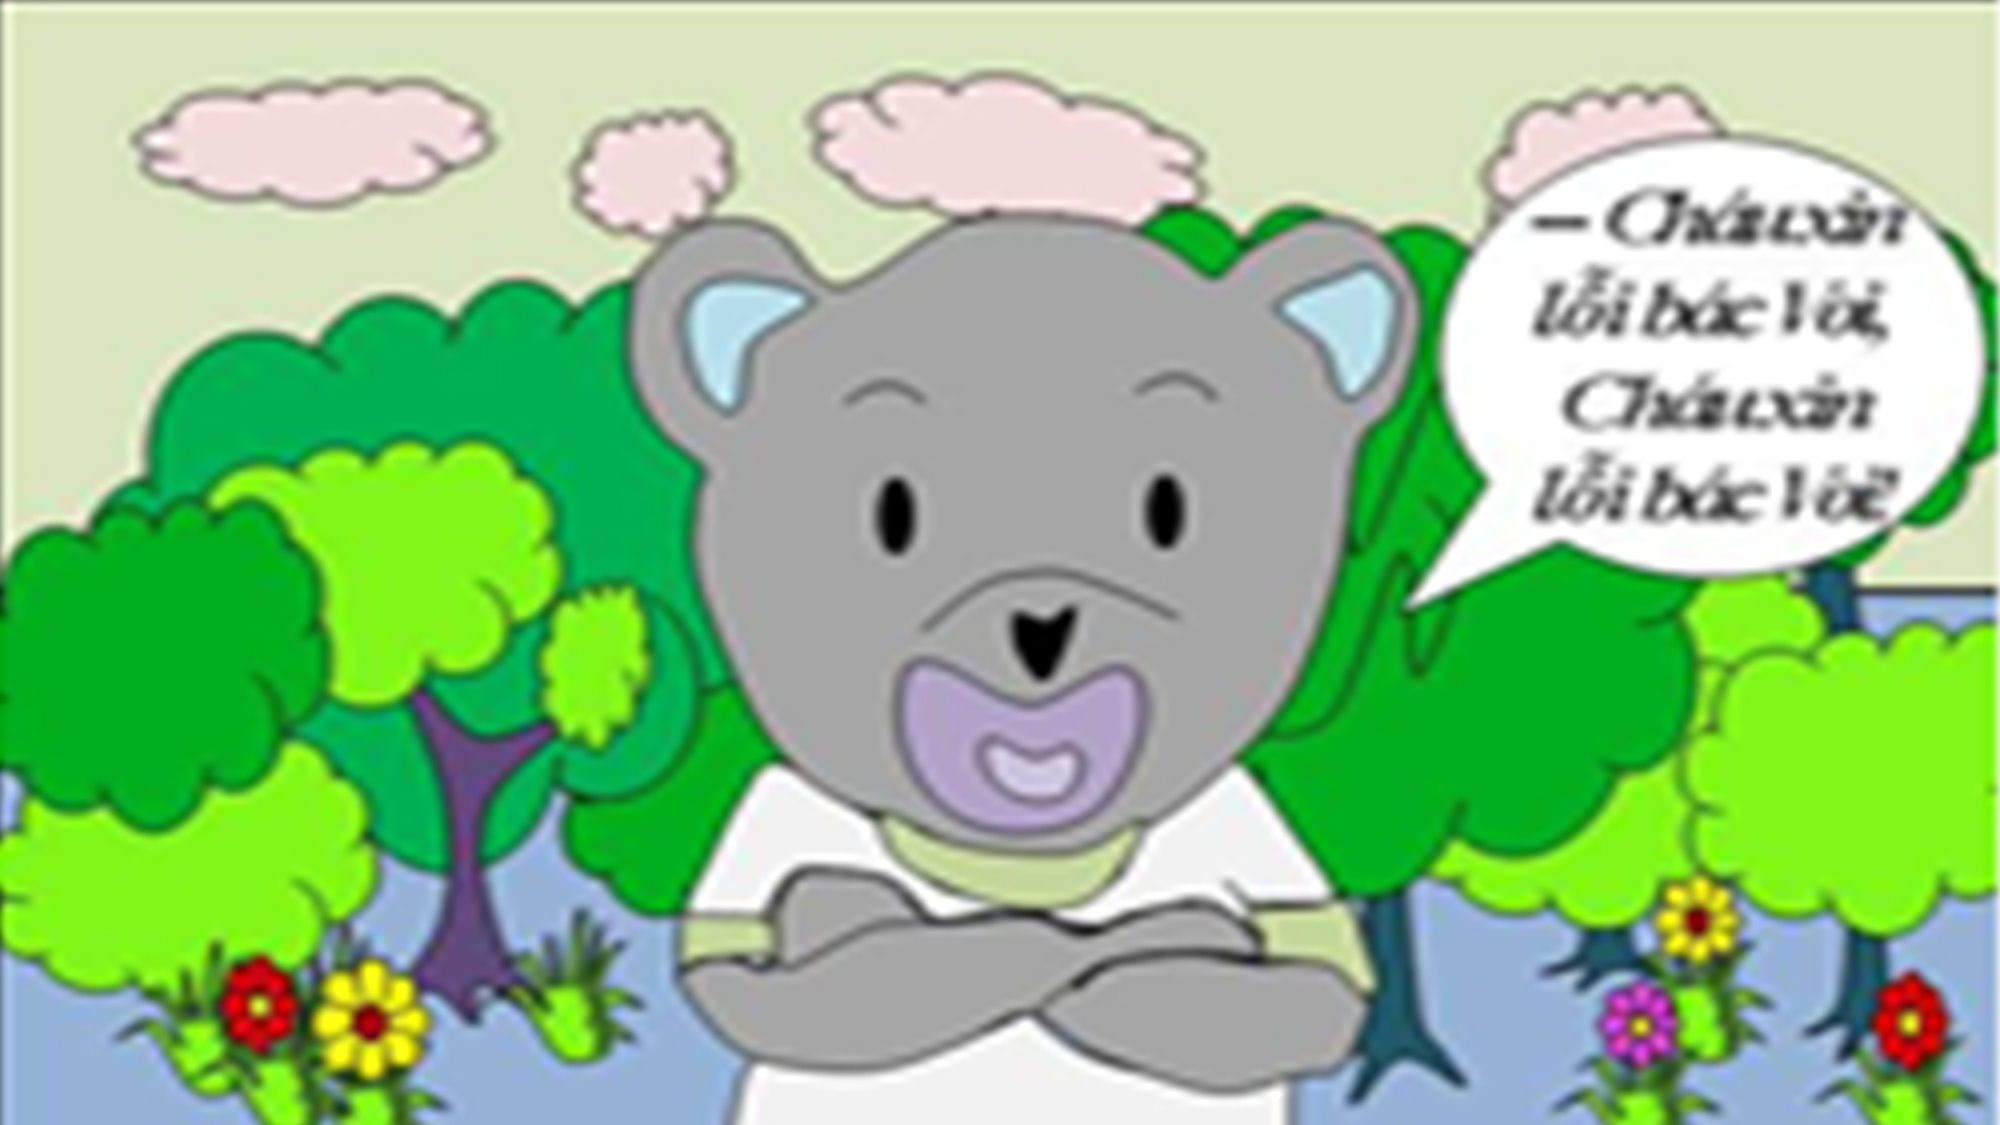 – Cháu xin
lỗi bác Voi,
Cháu xin
lỗi bác Voi!